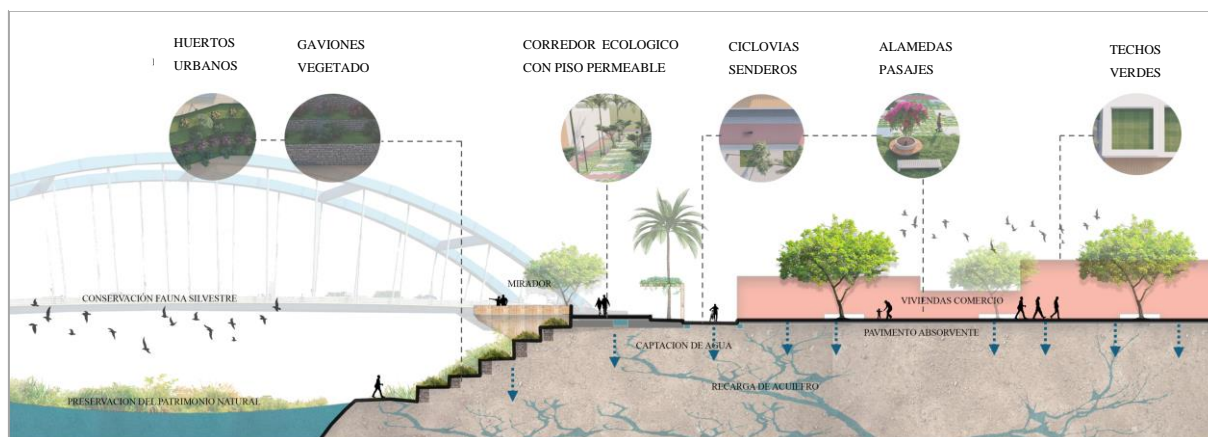 HUERTOS
URBANOS
GAVIONES
VEGETADO
CORREDOR ECOLOGICO
CON PISO PERMEABLE
CICLOVIAS
SENDEROS
ALAMEDAS
PASAJES
TECHOS
VERDES
MIRADOR
CONSERVACIÓN FAUNA SILVESTRE
VIVIENDAS COMERCIO
PAVIMENTO ABSORVENTE
CAPTACION DE AGUA
RECARGA DE ACUIFRO
PRESERVACION DEL PATRIMONIO NATURAL